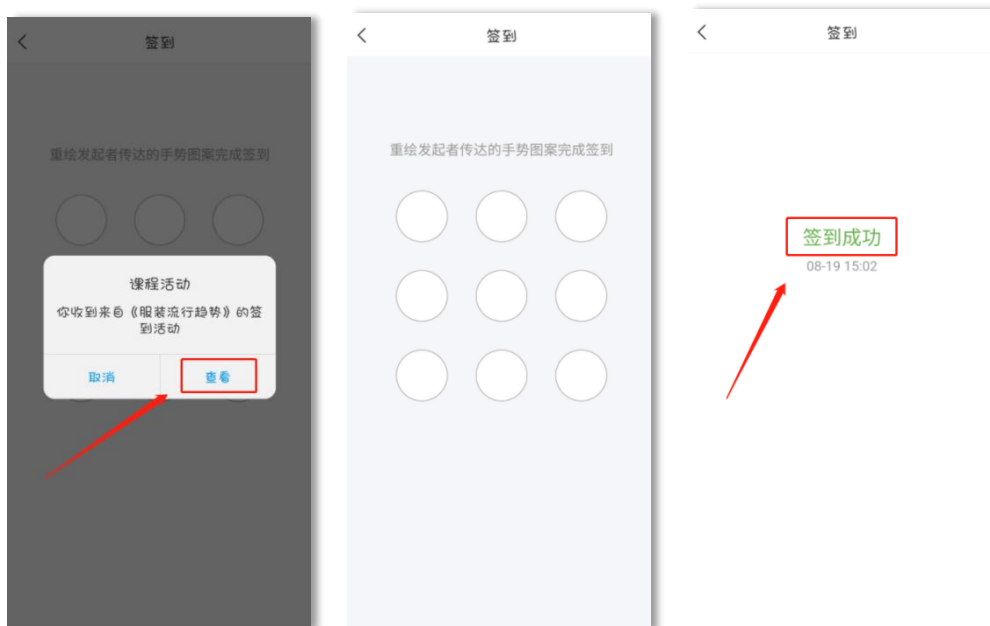 签到
重绘发起者传达的手势图案完成签到
课程活动
你收到来自《服装流行趋势》的签
到活动
取消
查看
签到
重绘发起者传达的手势图案完成签到
签到
签到成功
08-19 15:02